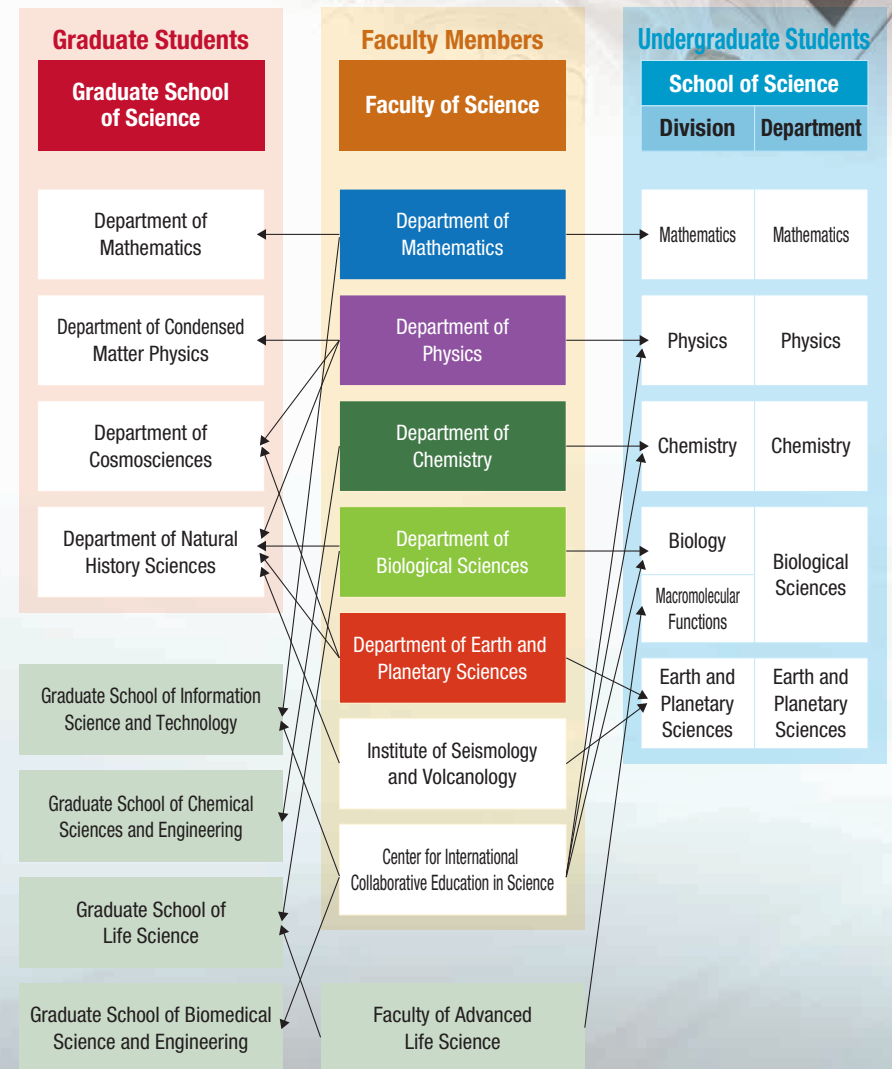 Graduate Students
Graduate School
of Science
Department of
Mathematics
Department of Condensed
Matter Physics
Department of
Cosmosciences
Department of Natural
History Sciences
Graduate School of Information
Science and Technology
Graduate School of Chemical
Sciences and Engineering
Graduate School of
Life Science
Graduate School of Biomedical
Science and Engineering
Faculty Members
Faculty of Science
Department of
Mathematics
Department of
Physics
Department of
Chemistry
Department of
Biological Sciences
Department of Earth and
Planetary Sciences
Institute of Seismology
and Volcanology
Center for International
Collaborative Education in Science
Faculty of Advanced
Life Science
Undergraduate Students
School of Science
Division
Department
Mathematics
Mathematics
Physics
Physics
Chemistry
Chemistry
Biology
Macromolecular
Functions
Biological
Sciences
Earth and
Planetary
Sciences
Earth and
Planetary
Sciences